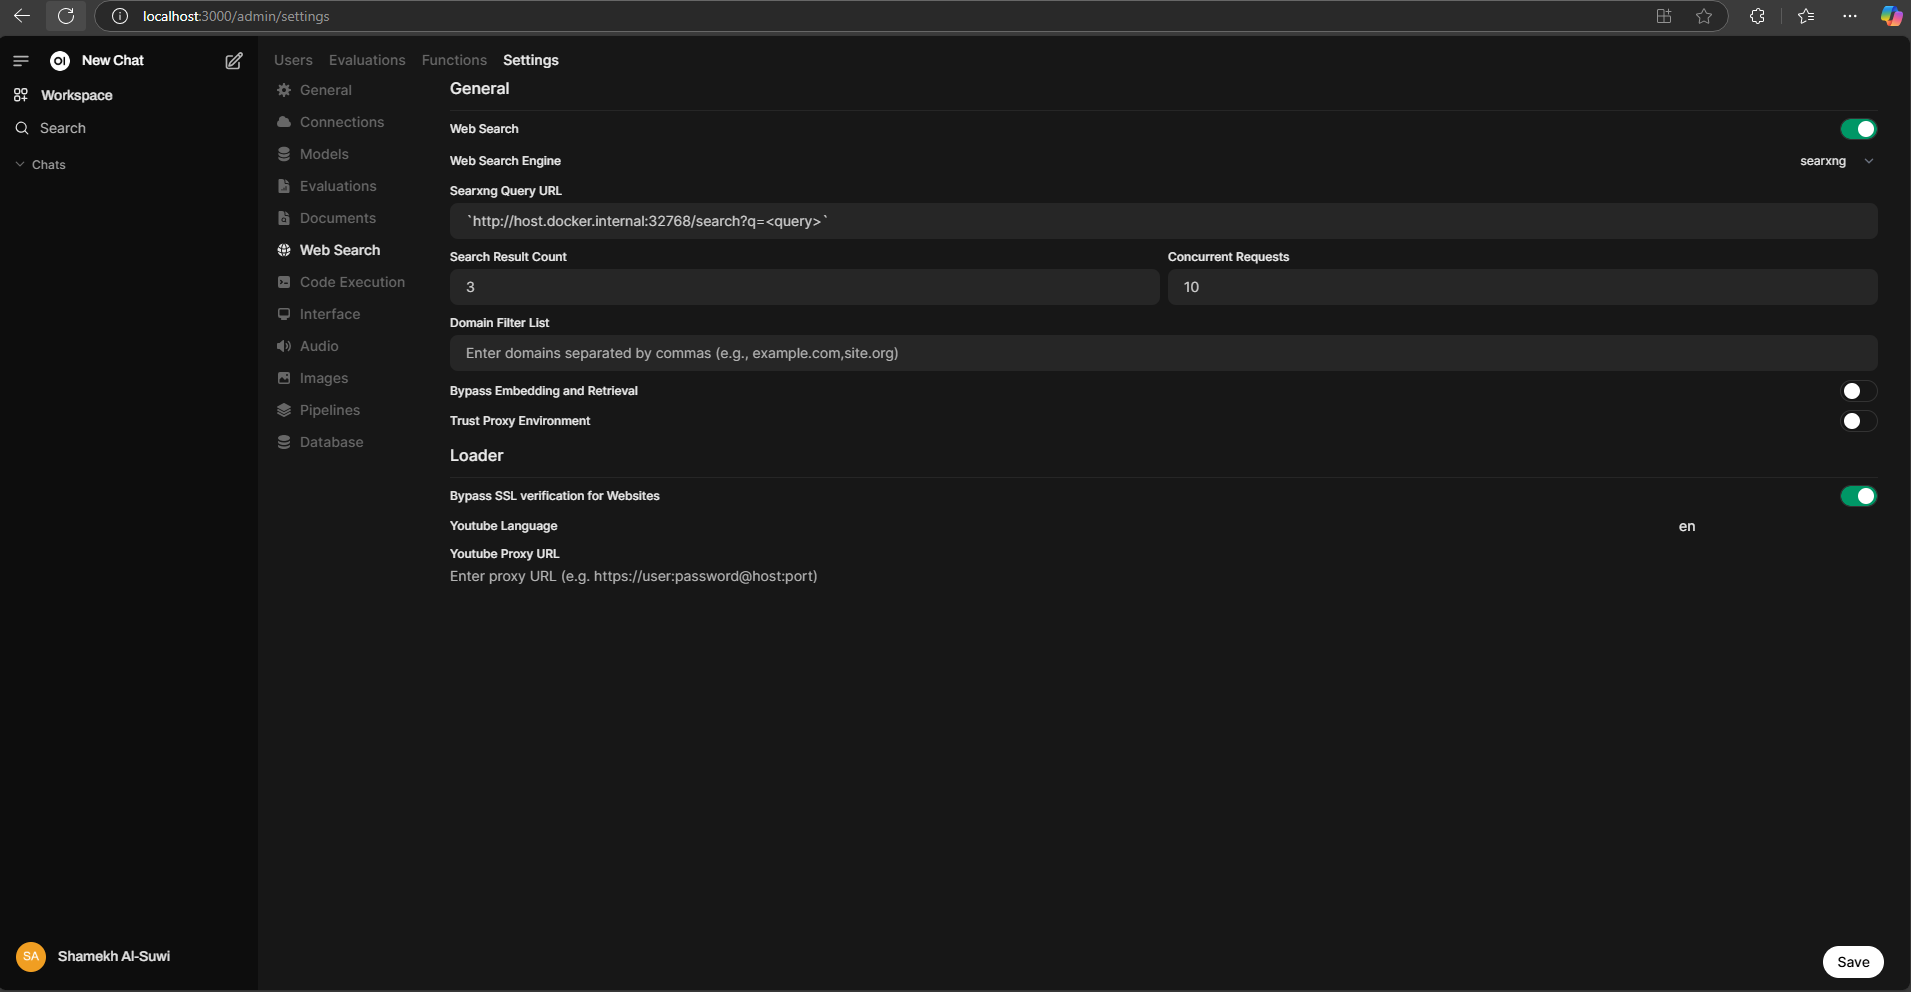 localhost:3000/admin/settings
New Chat
Workspace
Search
Chats
Users Evaluations Functions Settings
General
Connections
Models
Evaluations
Documents
Web Search
Code Execution
Interface
Audio
Images
Pipelines
Database
General
Web Search
Web Search Engine searxng
Searxng Query URL
`http://host.docker.internal:32768/search?q=<query>`
Search Result Count Concurrent Requests
3 10
Domain Filter List
Enter domains separated by commas (e.g., example.com,site.org)
Bypass Embedding and Retrieval
Trust Proxy Environment
Loader
Bypass SSL verification for Websites
Youtube Language en
Youtube Proxy URL
Enter proxy URL (e.g. https://user:password@host:port)
SA Shamekh Al-Suwi
Save